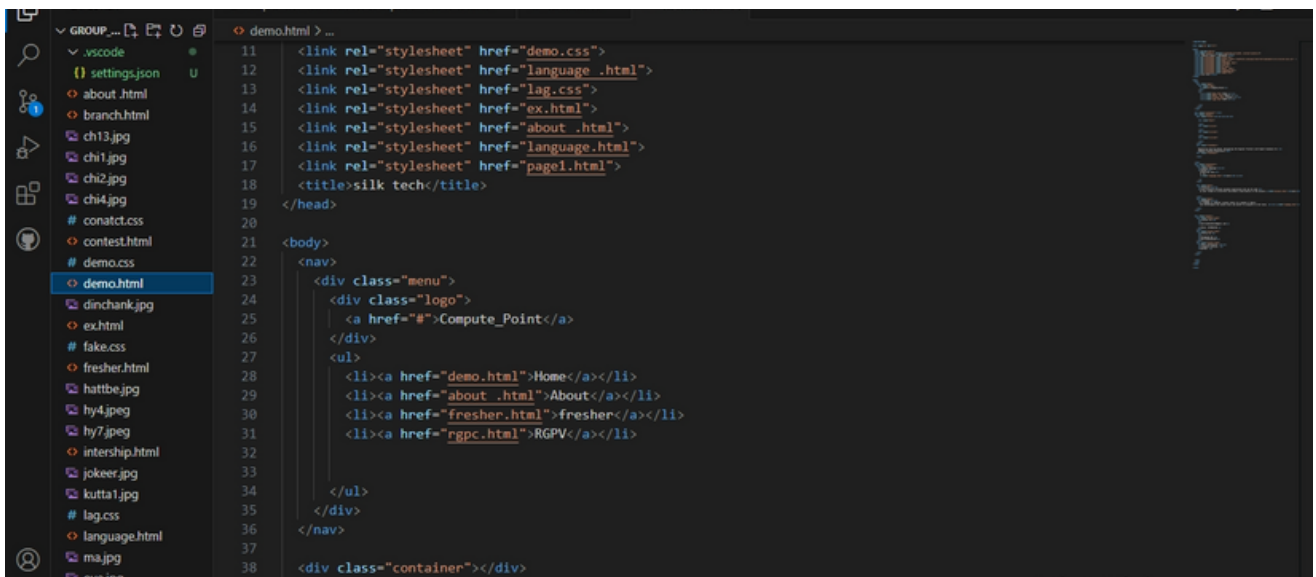 GROUP_...
.vscode
{} settings.json U
about .html
branch.html
ch13.jpg
chi1.jpg
chi2.jpg
chi4.jpg
# conatct.css
contest.html
# demo.css
demo.html
dinchank.jpg
ex.html
# fake.css
fresher.html
hattbe.jpg
hy4.jpeg
hy7.jpeg
intership.html
jokeer.jpg
kutta1.jpg
# lag.css
language.html
ma.jpg
1
demo.html > ...
11 <link rel="stylesheet" href="demo.css">
12 <link rel="stylesheet" href="language .html">
13 <link rel="stylesheet" href="lag.css">
14 <link rel="stylesheet" href="ex.html">
15 <link rel="stylesheet" href="about .html">
16 <link rel="stylesheet" href="language.html">
17 <link rel="stylesheet" href="page1.html">
18 <title>silk tech</title>
19 </head>
20
21 <body>
22 <nav>
23 <div class="menu">
24 <div class="logo">
25 <a href="#">Compute_Point</a>
26 </div>
27 <ul>
28 <li><a href="demo.html">Home</a></li>
29 <li><a href="about .html">About</a></li>
30 <li><a href="fresher.html">fresher</a></li>
31 <li><a href="rgpc.html">RGPV</a></li>
32
33
34 </ul>
35 </div>
36 </nav>
37
38 <div class="container"></div>